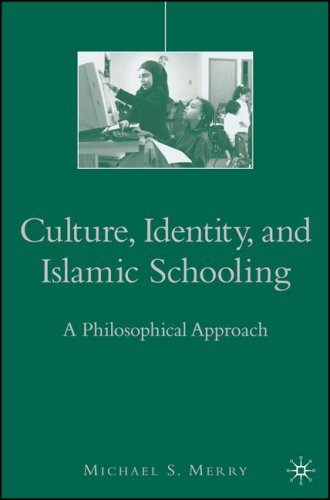 Culture, Identity, and
Islamic Schooling
A Philosophical Approach
MICHAEL S. MERRY